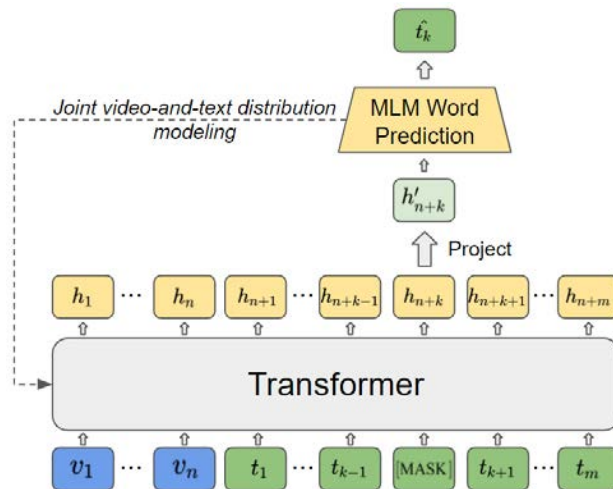 t̂_k
Joint video-and-text distribution
modeling
MLM Word
Prediction
h′_{n+k}
Project
h_1 ··· h_n h_{n+1} ··· h_{n+k-1} h_{n+k} h_{n+k+1} ··· h_{n+m}
Transformer
v_1 ··· v_n t_1 ··· t_{k-1} [MASK] t_{k+1} ··· t_m